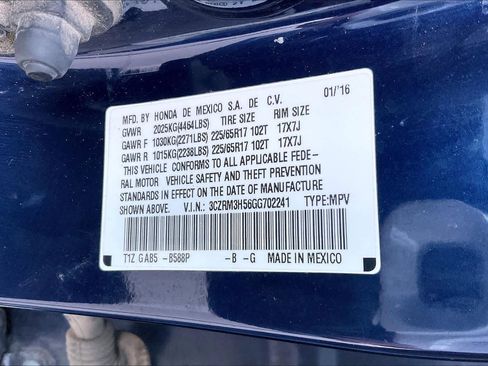 MFD. BY HONDA DE MEXICO S.A. DE C.V. 01/'16
GVWR 2025KG(4464LBS) TIRE SIZE RIM SIZE
GAWR F 1030KG(2271LBS) 225/65R17 102T 17X7J
GAWR R 1015KG(2238LBS) 225/65R17 102T 17X7J
THIS VEHICLE CONFORMS TO ALL APPLICABLE FEDE-
RAL MOTOR VEHICLE SAFETY AND THEFT PREVENTION
STANDARDS IN EFFECT ON THE DATE OF MANUFACTURE
SHOWN ABOVE. V.I.N.: 3CZRM3H56GG702241 TYPE:MPV
T1Z GAB5 -B588P -B -G MADE IN MEXICO